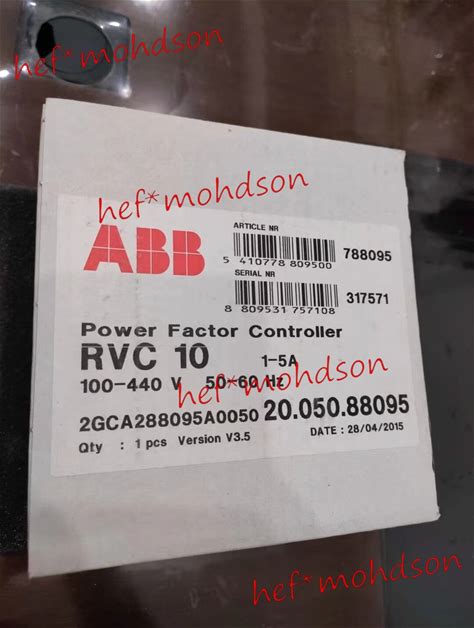 hef*mohdson
hef*mohdson
ABB
ARTICLE NR
788095
5 410778 809500
SERIAL NR
317571
8 809531 757108
Power Factor Controller
RVC 10 1-5A
100-440 V 50-60 Hz
hef*mohdson
2GCA288095A0050 20.050.88095
Qty : 1 pcs Version V3.5 DATE : 28/04/2015
hef*mohdson